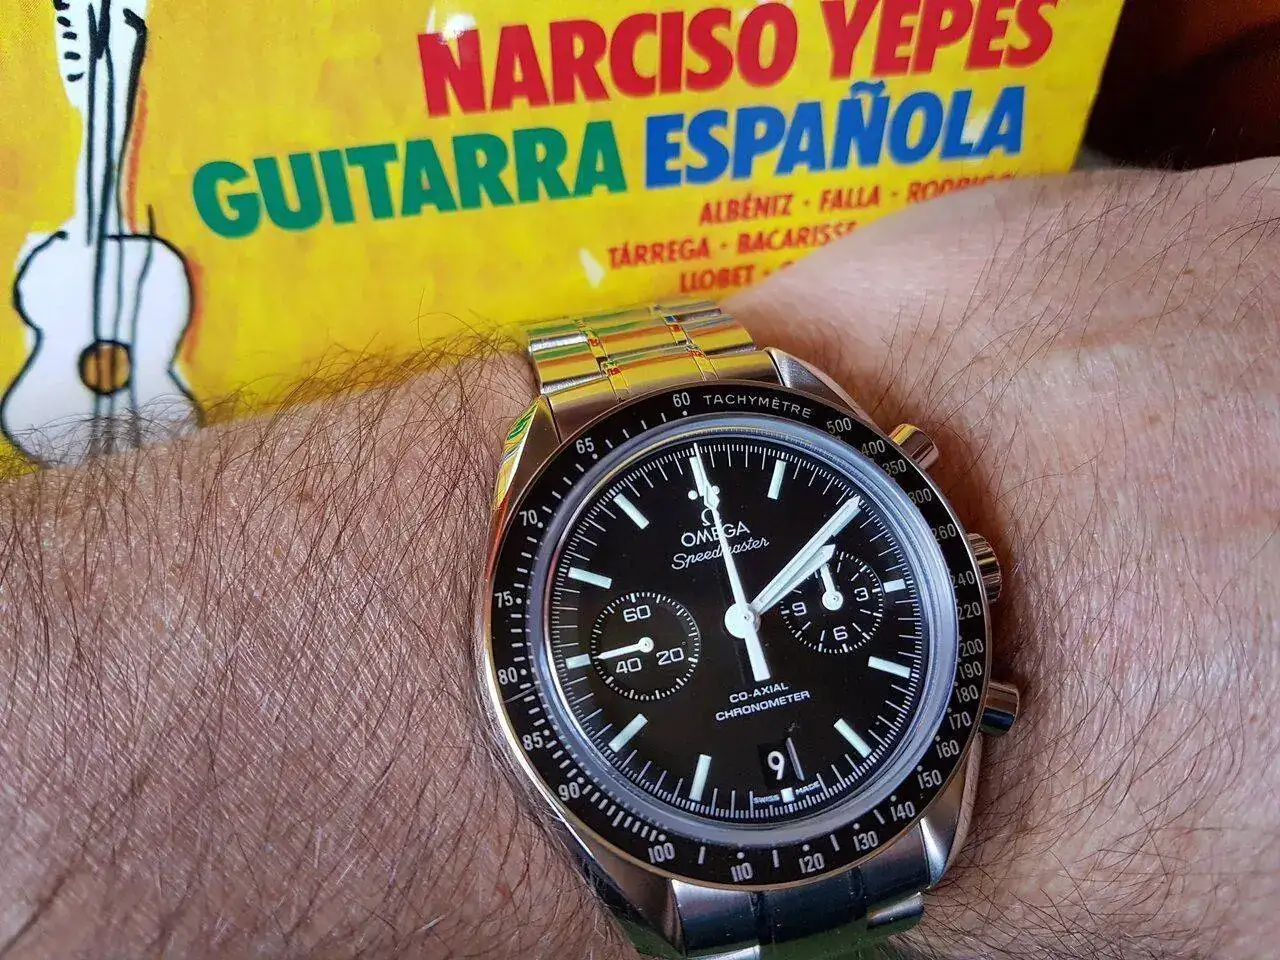 NARCISO YEPES
GUITARRA ESPAÑOLA
ALBÉNIZ · FALLA ·
TÁRREGA ·
LLOBET ·
60 TACHYMÈTRE 500
400
350
300
260
240
220
200
190
180
170
160
150
140
130
120
110
100
90
85
80
75
70
65
Ω
OMEGA
Speedmaster
60
40 20
9 3
6
CO-AXIAL
CHRONOMETER
9
SWISS MADE